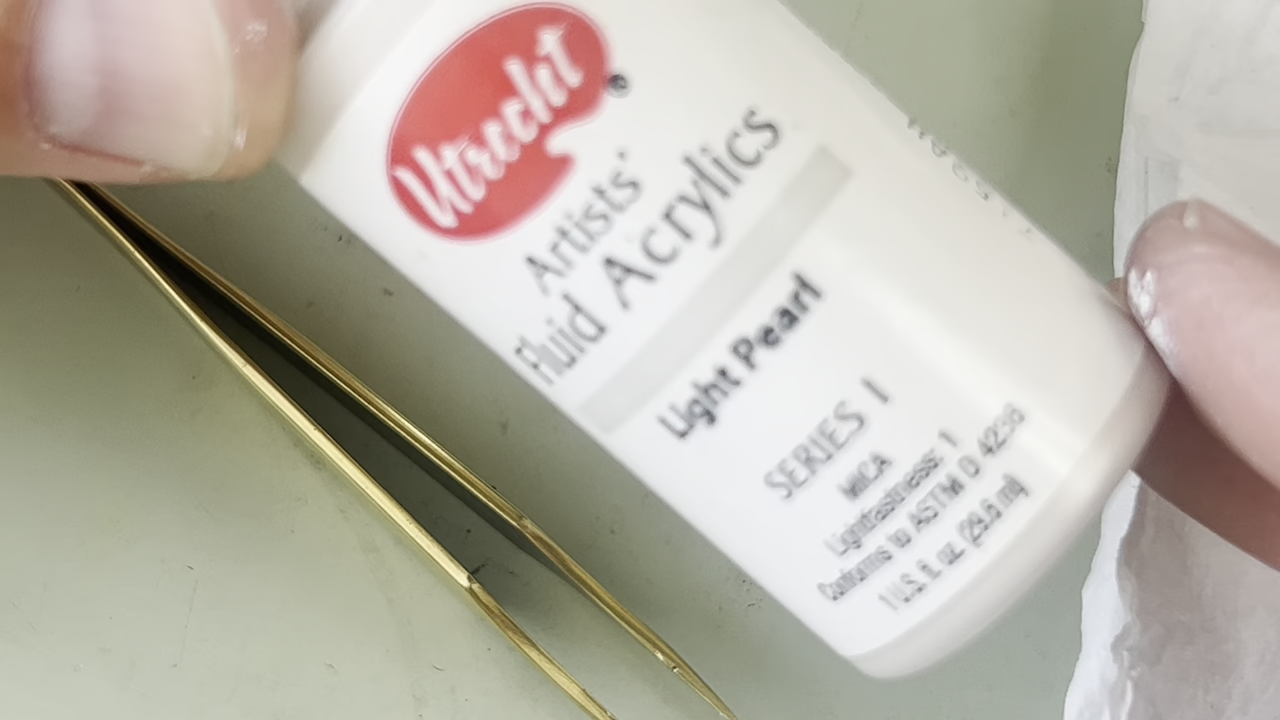 Utrecht®
Artists'
Fluid Acrylics
Light Pearl
SERIES 1
MICA
Lightfastness: 1
Conforms to ASTM D 4236
1 U.S. fl. oz. (29.6 ml)